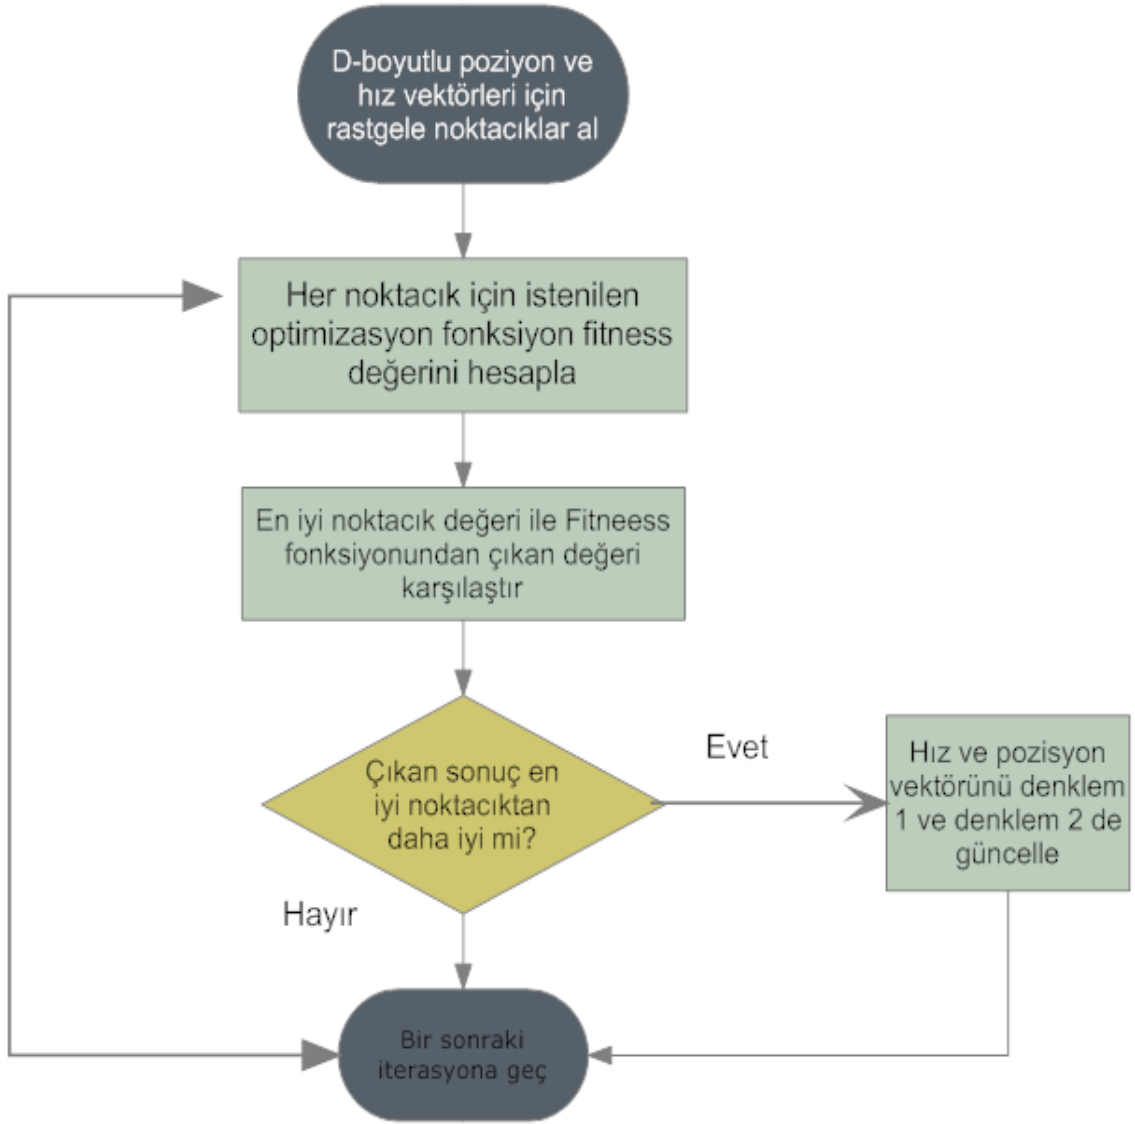 D-boyutlu poziyon ve
hız vektörleri için
rastgele noktacıklar al
Her noktacık için istenilen
optimizasyon fonksiyon fitness
değerini hesapla
En iyi noktacık değeri ile Fitneess
fonksiyonundan çıkan değeri
karşılaştır
Çıkan sonuç en
iyi noktacıktan
daha iyi mi?
Evet
Hız ve pozisyon
vektörünü denklem
1 ve denklem 2 de
güncelle
Hayır
Bir sonraki
iterasyona geç